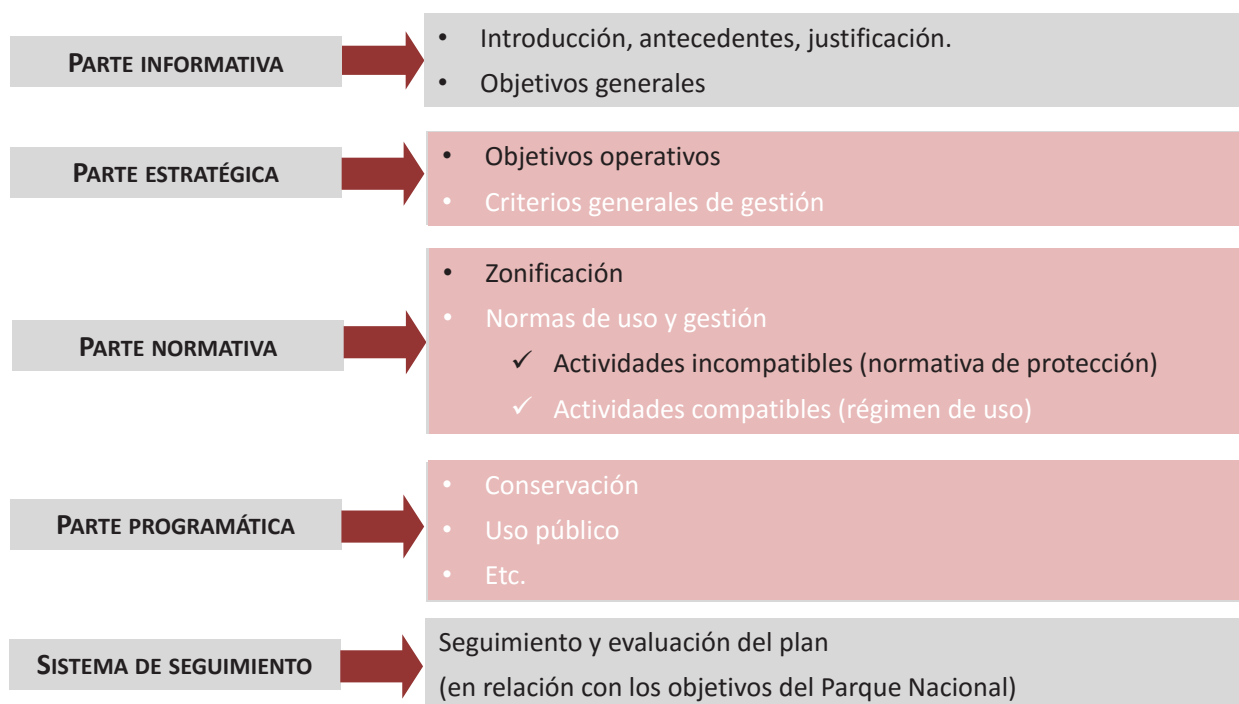 PARTE INFORMATIVA
• Introducción, antecedentes, justificación.
• Objetivos generales
PARTE ESTRATÉGICA
• Objetivos operativos
• Criterios generales de gestión
PARTE NORMATIVA
• Zonificación
• Normas de uso y gestión
✓ Actividades incompatibles (normativa de protección)
✓ Actividades compatibles (régimen de uso)
PARTE PROGRAMÁTICA
• Conservación
• Uso público
• Etc.
SISTEMA DE SEGUIMIENTO
Seguimiento y evaluación del plan
(en relación con los objetivos del Parque Nacional)